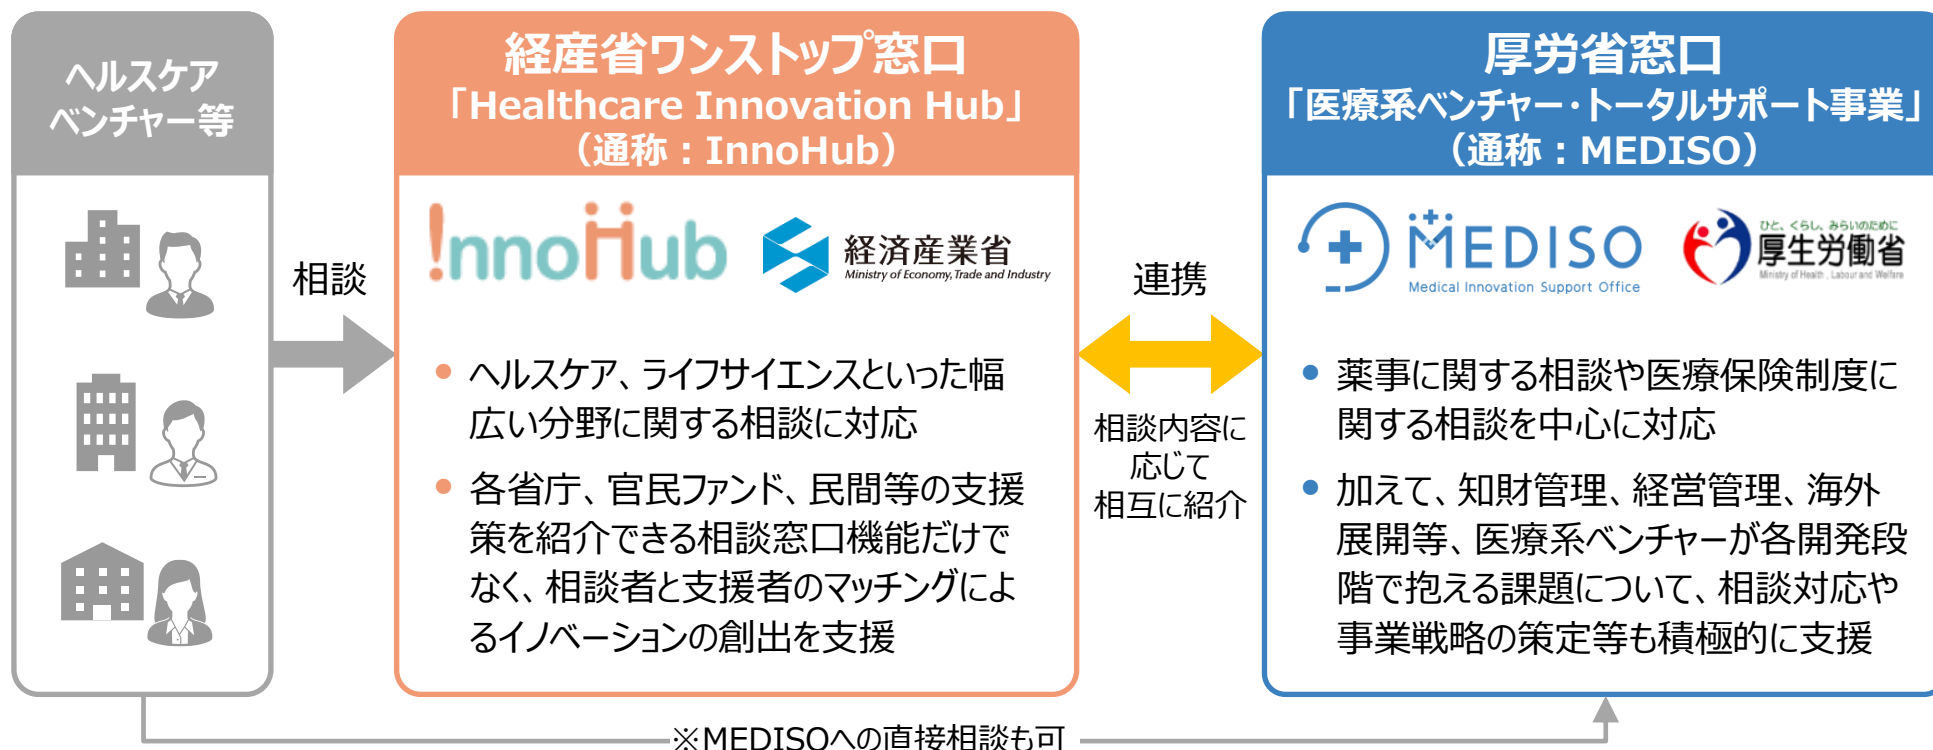 ヘルスケア
ベンチャー等
相談
経産省ワンストップ窓口
「Healthcare Innovation Hub」
（通称：InnoHub）
InnoHub
経済産業省
Ministry of Economy, Trade and Industry
• ヘルスケア、ライフサイエンスといった幅
広い分野に関する相談に対応
• 各省庁、官民ファンド、民間等の支援
策を紹介できる相談窓口機能だけで
なく、相談者と支援者のマッチングによ
るイノベーションの創出を支援
連携
相談内容に
応じて
相互に紹介
厚労省窓口
「医療系ベンチャー・トータルサポート事業」
（通称：MEDISO）
MEDISO
Medical Innovation Support Office
ひと、くらし、みらいのために
厚生労働省
Ministry of Health, Labour and Welfare
• 薬事に関する相談や医療保険制度に
関する相談を中心に対応
• 加えて、知財管理、経営管理、海外
展開等、医療系ベンチャーが各開発段
階で抱える課題について、相談対応や
事業戦略の策定等も積極的に支援
※MEDISOへの直接相談も可